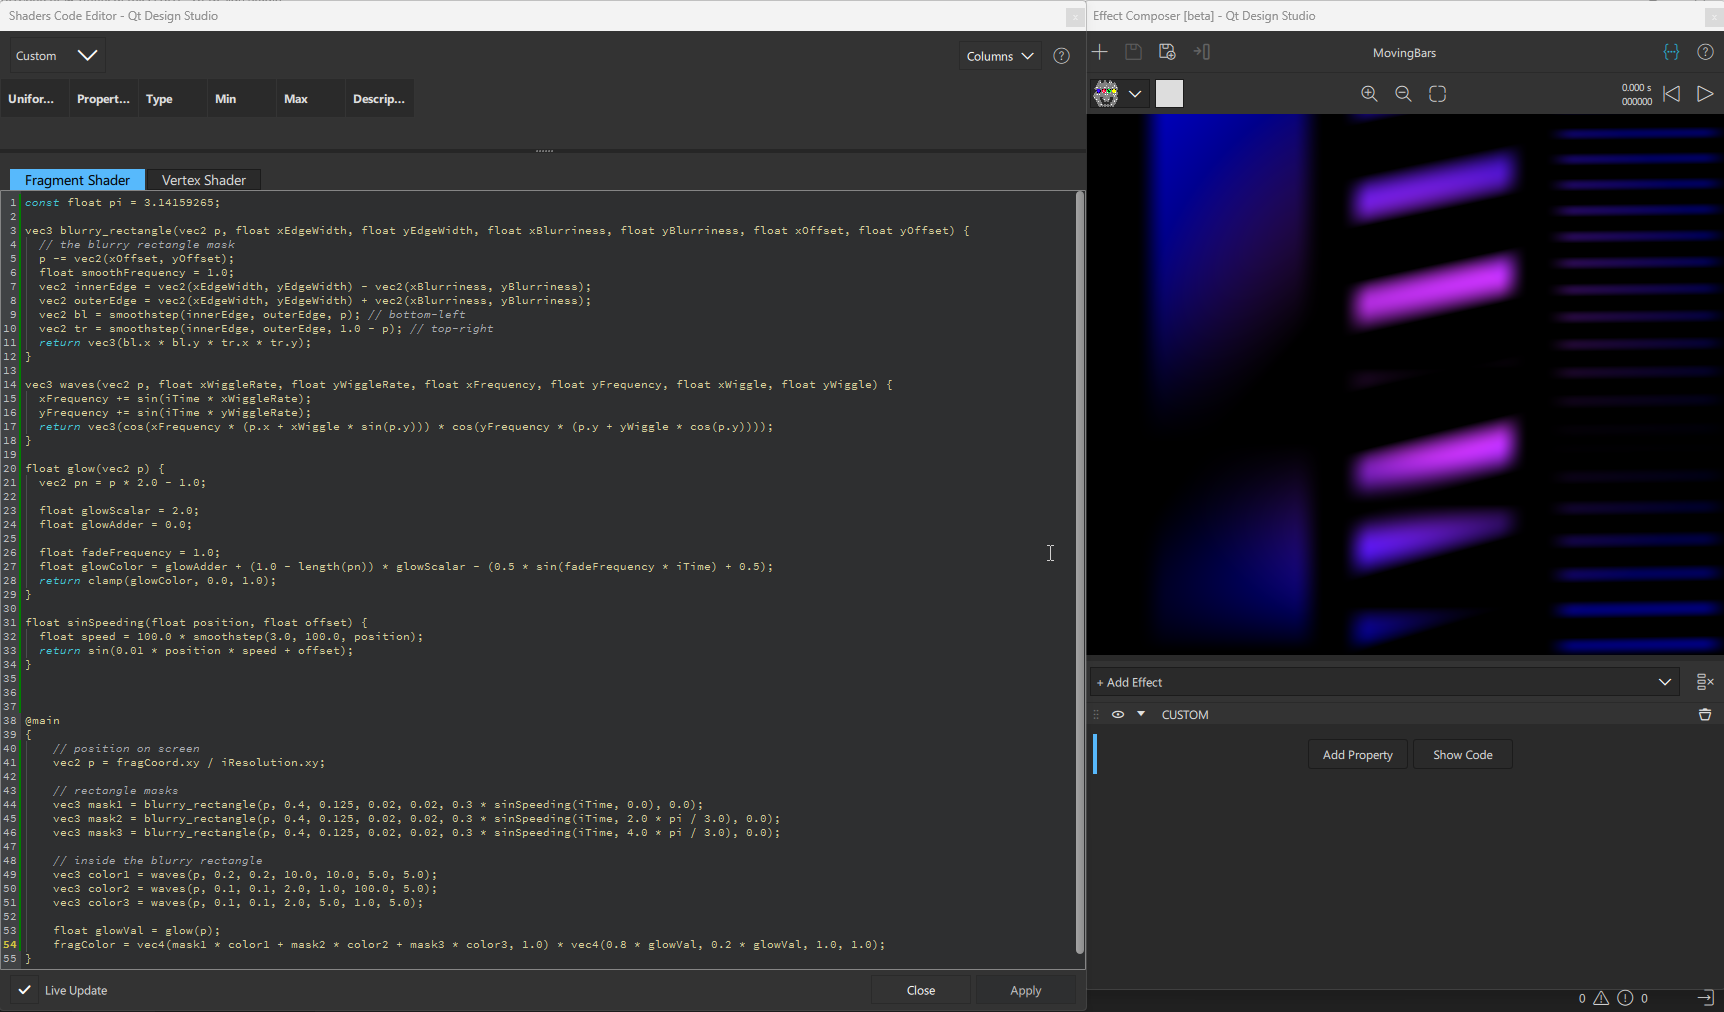 Shaders Code Editor - Qt Design Studio
Custom
Columns
Unifor... Propert... Type Min Max Descrip...
Fragment Shader Vertex Shader
1 const float pi = 3.14159265;
2
3 vec3 blurry_rectangle(vec2 p, float xEdgeWidth, float yEdgeWidth, float xBlurriness, float yBlurriness, float xOffset, float yOffset) {
4 // the blurry rectangle mask
5 p -= vec2(xOffset, yOffset);
6 float smoothFrequency = 1.0;
7 vec2 innerEdge = vec2(xEdgeWidth, yEdgeWidth) - vec2(xBlurriness, yBlurriness);
8 vec2 outerEdge = vec2(xEdgeWidth, yEdgeWidth) + vec2(xBlurriness, yBlurriness);
9 vec2 bl = smoothstep(innerEdge, outerEdge, p); // bottom-left
10 vec2 tr = smoothstep(innerEdge, outerEdge, 1.0 - p); // top-right
11 return vec3(bl.x * bl.y * tr.x * tr.y);
12 }
13
14 vec3 waves(vec2 p, float xWiggleRate, float yWiggleRate, float xFrequency, float yFrequency, float xWiggle, float yWiggle) {
15 xFrequency += sin(iTime * xWiggleRate);
16 yFrequency += sin(iTime * yWiggleRate);
17 return vec3(cos(xFrequency * (p.x + xWiggle * sin(p.y))) * cos(yFrequency * (p.y + yWiggle * cos(p.y))));
18 }
19
20 float glow(vec2 p) {
21 vec2 pn = p * 2.0 - 1.0;
22
23 float glowScalar = 2.0;
24 float glowAdder = 0.0;
25
26 float fadeFrequency = 1.0;
27 float glowColor = glowAdder + (1.0 - length(pn)) * glowScalar - (0.5 * sin(fadeFrequency * iTime) + 0.5);
28 return clamp(glowColor, 0.0, 1.0);
29 }
30
31 float sinSpeeding(float position, float offset) {
32 float speed = 100.0 * smoothstep(3.0, 100.0, position);
33 return sin(0.01 * position * speed + offset);
34 }
35
36
37
38 @main
39 {
40 // position on screen
41 vec2 p = fragCoord.xy / iResolution.xy;
42
43 // rectangle masks
44 vec3 mask1 = blurry_rectangle(p, 0.4, 0.125, 0.02, 0.02, 0.3 * sinSpeeding(iTime, 0.0), 0.0);
45 vec3 mask2 = blurry_rectangle(p, 0.4, 0.125, 0.02, 0.02, 0.3 * sinSpeeding(iTime, 2.0 * pi / 3.0), 0.0);
46 vec3 mask3 = blurry_rectangle(p, 0.4, 0.125, 0.02, 0.02, 0.3 * sinSpeeding(iTime, 4.0 * pi / 3.0), 0.0);
47
48 // inside the blurry rectangle
49 vec3 color1 = waves(p, 0.2, 0.2, 10.0, 10.0, 5.0, 5.0);
50 vec3 color2 = waves(p, 0.1, 0.1, 2.0, 1.0, 100.0, 5.0);
51 vec3 color3 = waves(p, 0.1, 0.1, 2.0, 5.0, 1.0, 5.0);
52
53 float glowVal = glow(p);
54 fragColor = vec4(mask1 * color1 + mask2 * color2 + mask3 * color3, 1.0) * vec4(0.8 * glowVal, 0.2 * glowVal, 1.0, 1.0);
55 }
Live Update
Close Apply
Effect Composer [beta] - Qt Design Studio
MovingBars
0.000 s
000000
+ Add Effect
CUSTOM
Add Property Show Code
0 0